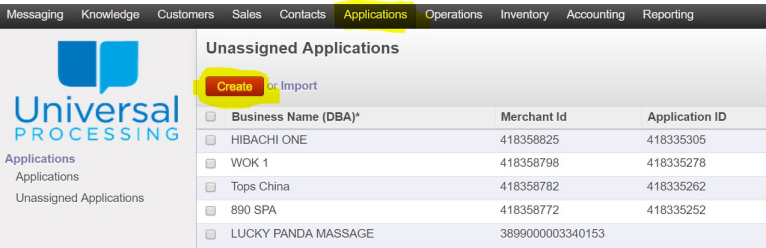 Messaging Knowledge Customers Sales Contacts Applications Operations Inventory Accounting Reporting
Universal
PROCESSING
Applications
Applications
Unassigned Applications
Unassigned Applications
Create or Import
Business Name (DBA)* Merchant Id Application ID
HIBACHI ONE 418358825 418335305
WOK 1 418358798 418335278
Tops China 418358782 418335262
890 SPA 418358772 418335252
LUCKY PANDA MASSAGE 3899000003340153